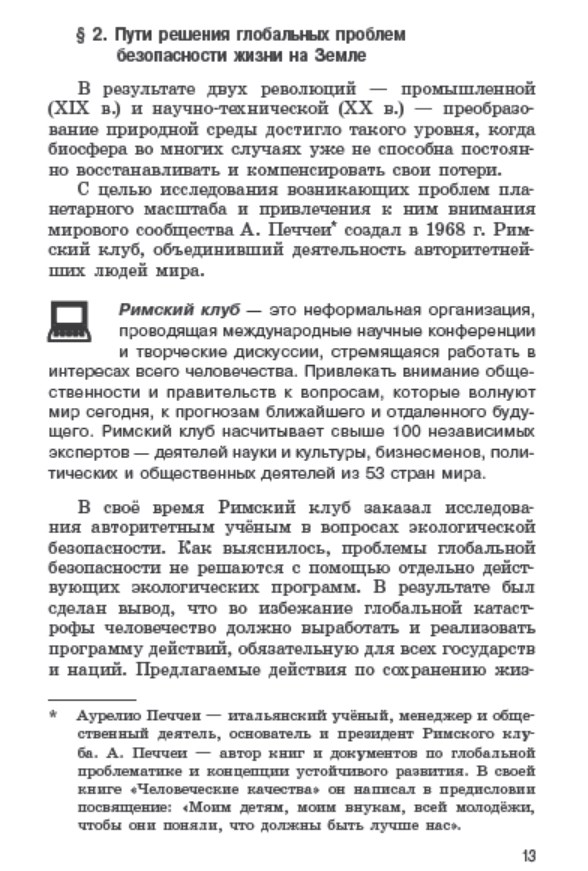 § 2. Пути решения глобальных проблем
безопасности жизни на Земле
В результате двух революций — промышленной
(XIX в.) и научно-технической (XX в.) — преобразо-
вание природной среды достигло такого уровня, когда
биосфера во многих случаях уже не способна постоян-
но восстанавливать и компенсировать свои потери.
С целью исследования возникающих проблем пла-
нетарного масштаба и привлечения к ним внимания
мирового сообщества А. Печчеи* создал в 1968 г. Рим-
ский клуб, объединивший деятельность авторитетней-
ших людей мира.
Римский клуб — это неформальная организация,
проводящая международные научные конференции
и творческие дискуссии, стремящаяся работать в
интересах всего человечества. Привлекать внимание обще-
ственности и правительств к вопросам, которые волнуют
мир сегодня, к прогнозам ближайшего и отдаленного буду-
щего. Римский клуб насчитывает свыше 100 независимых
экспертов — деятелей науки и культуры, бизнесменов, поли-
тических и общественных деятелей из 53 стран мира.
В своё время Римский клуб заказал исследова-
ния авторитетным учёным в вопросах экологической
безопасности. Как выяснилось, проблемы глобальной
безопасности не решаются с помощью отдельно дейст-
вующих экологических программ. В результате был
сделан вывод, что во избежание глобальной катаст-
рофы человечество должно выработать и реализовать
программу действий, обязательную для всех государств
и наций. Предлагаемые действия по сохранению жиз-
* Аурелио Печчеи — итальянский учёный, менеджер и обще-
ственный деятель, основатель и президент Римского клу-
ба. А. Печчеи — автор книг и документов по глобальной
проблематике и концепции устойчивого развития. В своей
книге «Человеческие качества» он написал в предисловии
посвящение: «Моим детям, моим внукам, всей молодёжи,
чтобы они поняли, что должны быть лучше нас».
13